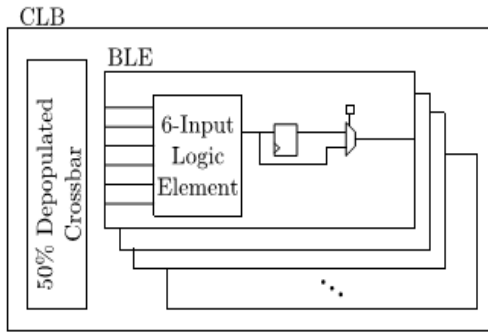 CLB
BLE
50% Depopulated
Crossbar
6-Input
Logic
Element